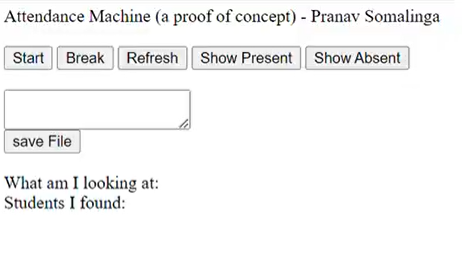 Attendance Machine (a proof of concept) - Pranav Somalinga
Start Break Refresh Show Present Show Absent
save File
What am I looking at:
Students I found: